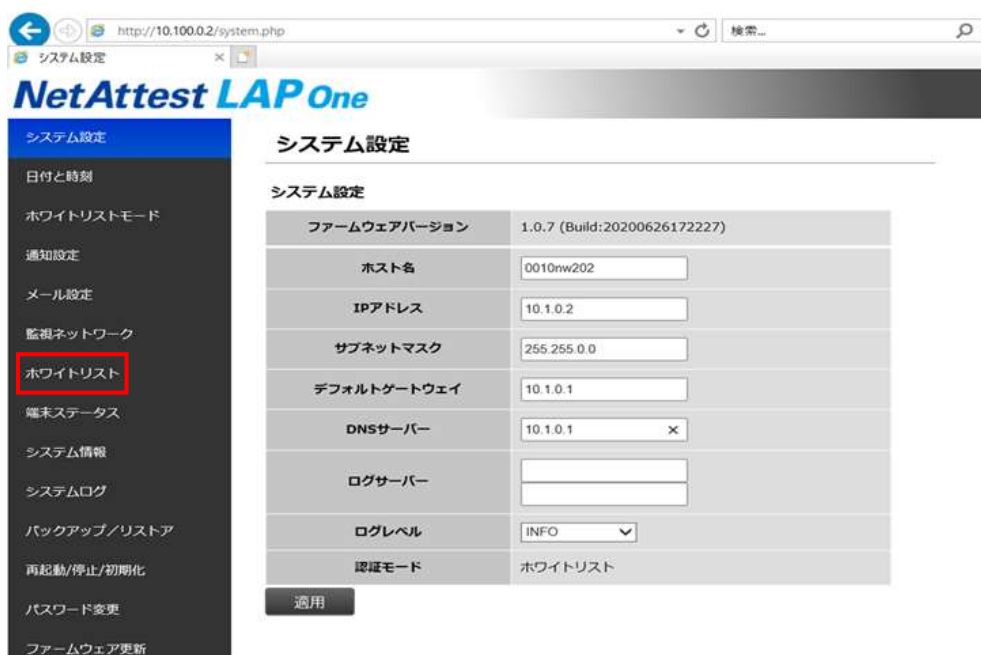 http://10.100.0.2/system.php
検索...
システム設定
NetAttest LAP One
システム設定
日付と時刻
ホワイトリストモード
通知設定
メール設定
監視ネットワーク
ホワイトリスト
端末ステータス
システム情報
システムログ
バックアップ/リストア
再起動/停止/初期化
パスワード変更
ファームウェア更新
システム設定
システム設定
ファームウェアバージョン 1.0.7 (Build:20200626172227)
ホスト名 0010nw202
IPアドレス 10.1.0.2
サブネットマスク 255.255.0.0
デフォルトゲートウェイ 10.1.0.1
DNSサーバー 10.1.0.1
ログサーバー
ログレベル INFO
認証モード ホワイトリスト
適用